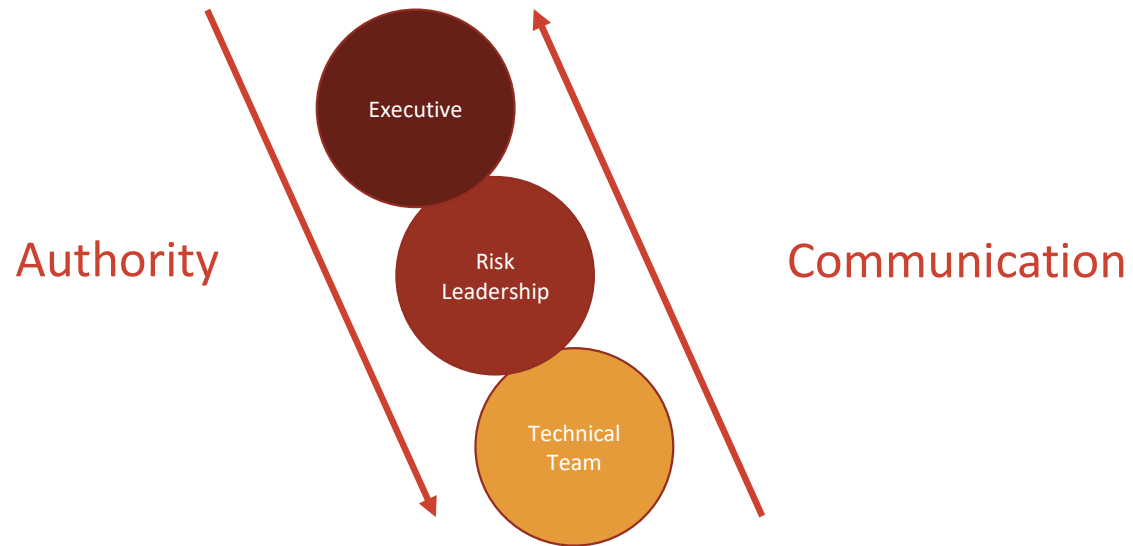 Executive
Authority
Risk
Leadership
Communication
Technical
Team